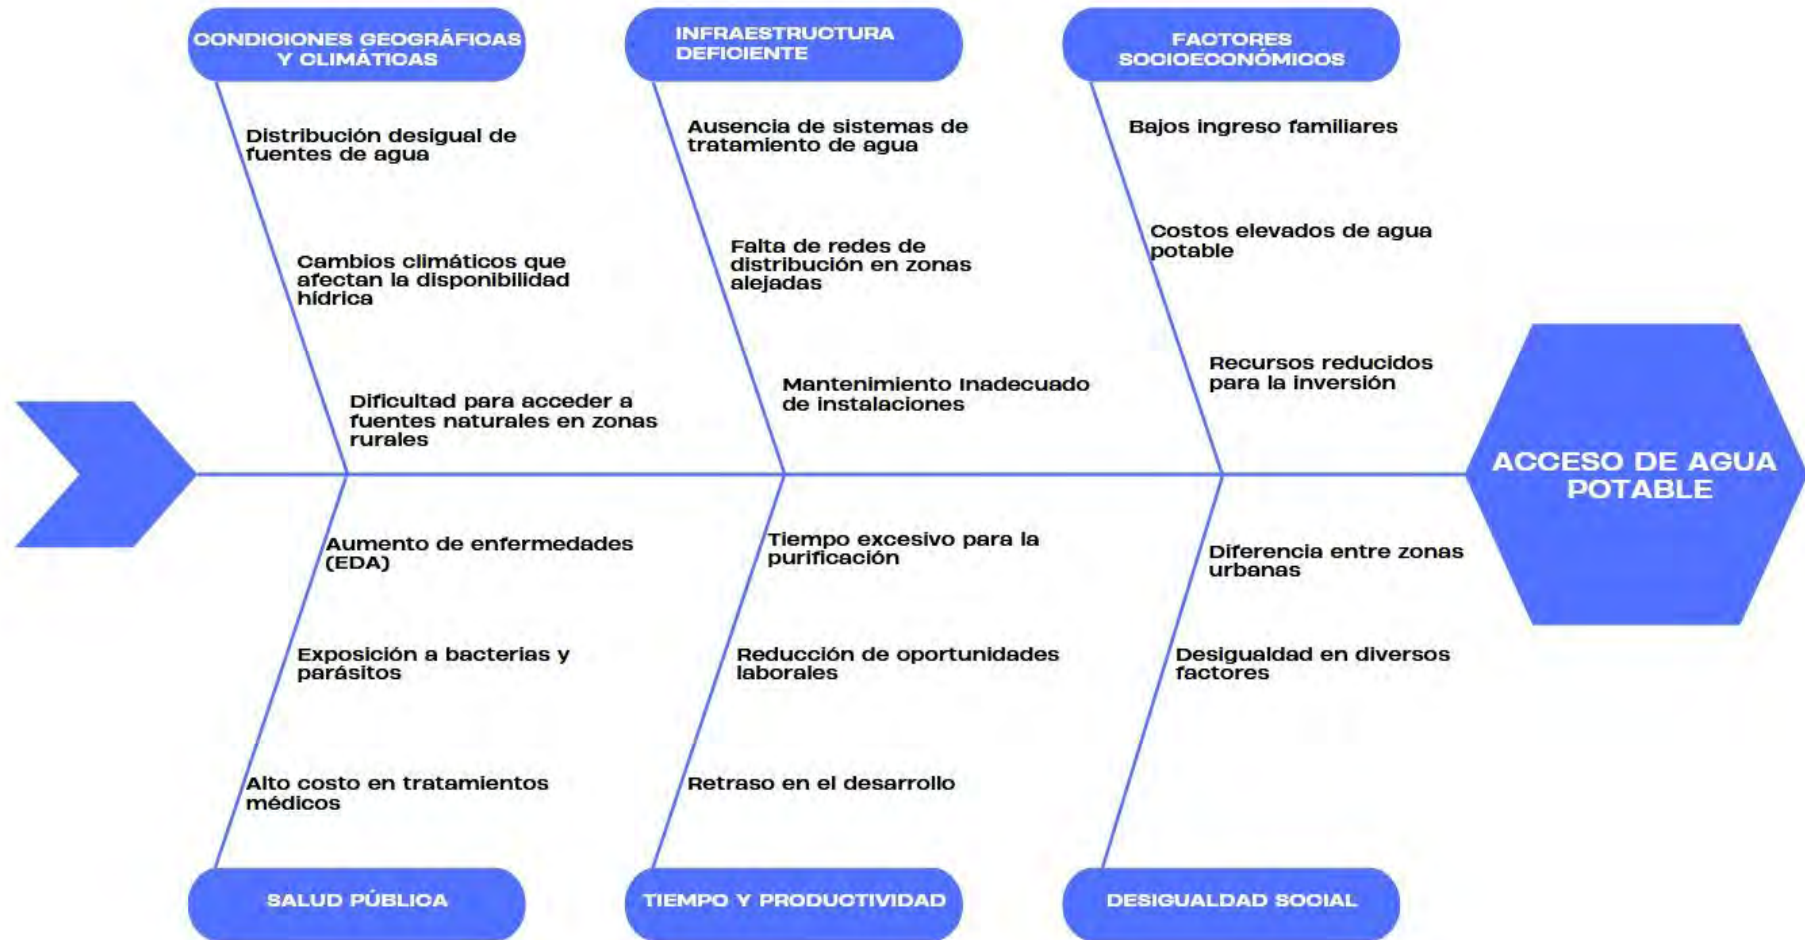 CONDICIONES GEOGRÁFICAS
Y CLIMÁTICAS
Distribución desigual de
fuentes de agua
Cambios climáticos que
afectan la disponibilidad
hídrica
Dificultad para acceder a
fuentes naturales en zonas
rurales
INFRAESTRUCTURA
DEFICIENTE
Ausencia de sistemas de
tratamiento de agua
Falta de redes de
distribución en zonas
alejadas
Mantenimiento Inadecuado
de instalaciones
FACTORES
SOCIOECONÓMICOS
Bajos ingreso familiares
Costos elevados de agua
potable
Recursos reducidos
para la inversión
ACCESO DE AGUA
POTABLE
Aumento de enfermedades
(EDA)
Exposición a bacterias y
parásitos
Alto costo en tratamientos
médicos
SALUD PÚBLICA
Tiempo excesivo para la
purificación
Reducción de oportunidades
laborales
Retraso en el desarrollo
TIEMPO Y PRODUCTIVIDAD
Diferencia entre zonas
urbanas
Desigualdad en diversos
factores
DESIGUALDAD SOCIAL